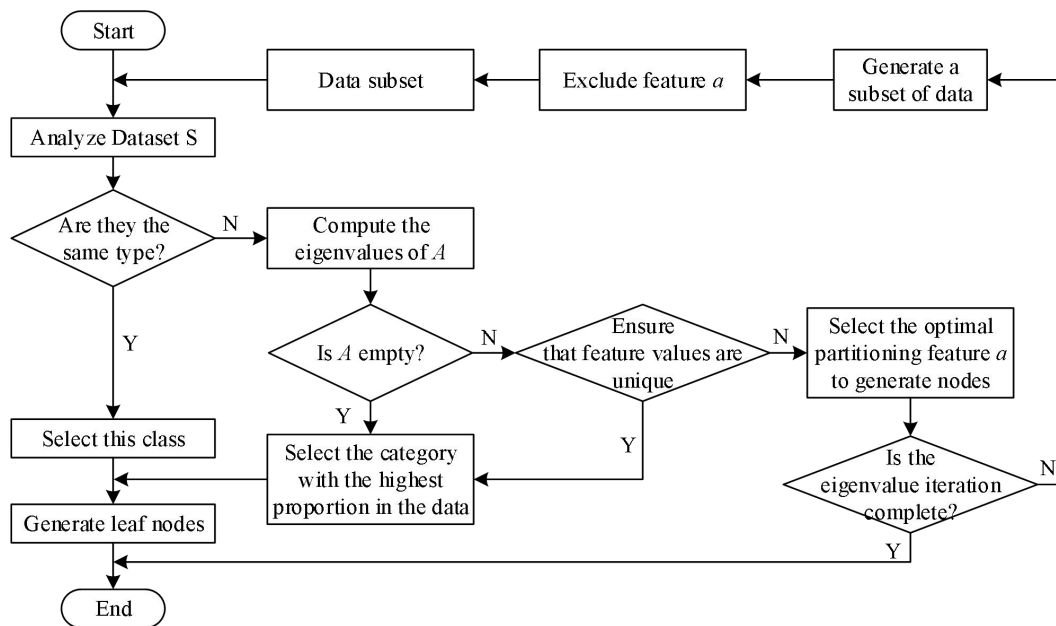 Start
Data subset
Exclude feature a
Generate a
subset of data
Analyze Dataset S
Are they the
same type?
N
Compute the
eigenvalues of A
Y
Is A empty?
N
Ensure
that feature values are
unique
N
Select the optimal
partitioning feature a
to generate nodes
Y
Y
Select this class
Select the category
with the highest
proportion in the data
Is the
eigenvalue iteration
complete?
N
Generate leaf nodes
Y
End